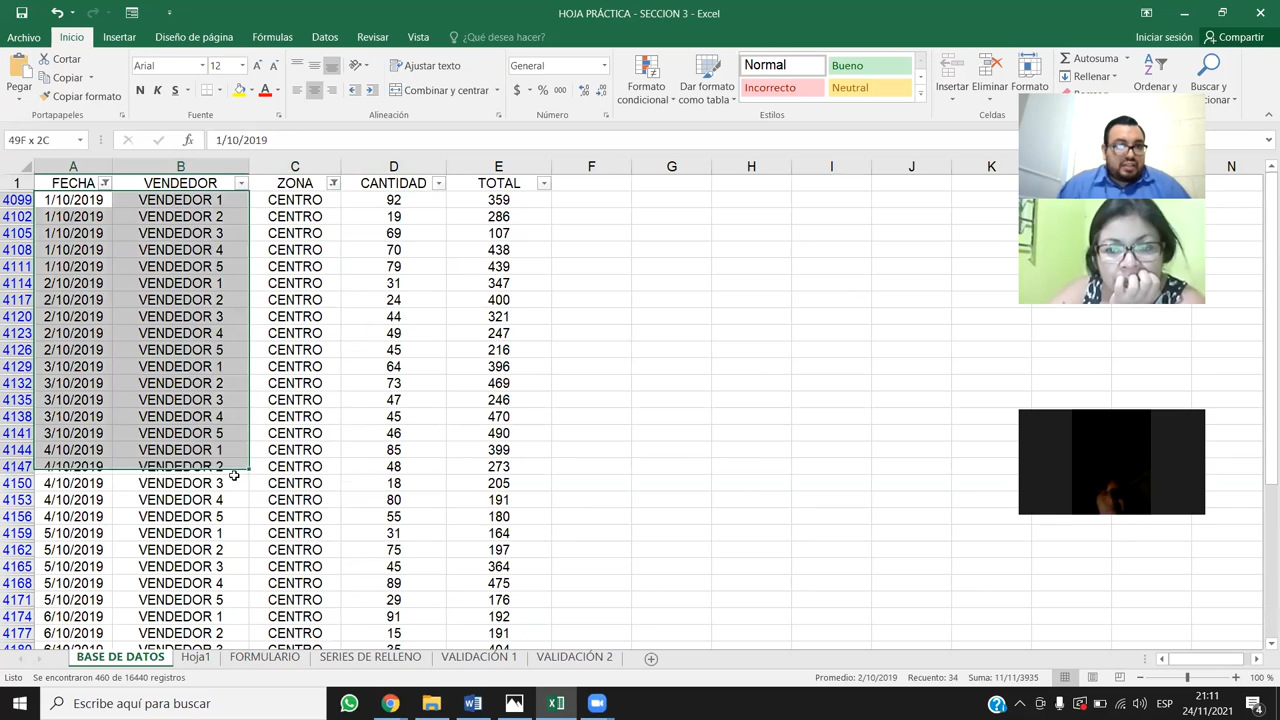 HOJA PRÁCTICA - SECCION 3 - Excel
Archivo Inicio Insertar Diseño de página Fórmulas Datos Revisar Vista ¿Qué desea hacer? Iniciar sesión Compartir
Pegar Cortar Copiar Copiar formato Portapapeles
Arial 12 N K S A Fuente
Ajustar texto Combinar y centrar Alineación
General $ % 000 Número
Formato condicional Dar formato como tabla Normal Bueno Incorrecto Neutral Estilos
Insertar Eliminar Formato Celdas
Autosuma Rellenar Ordenar y Buscar y
49F x 2C fx 1/10/2019
A B C D E F G H I J K N
1 FECHA VENDEDOR ZONA CANTIDAD TOTAL
4099 1/10/2019 VENDEDOR 1 CENTRO 92 359
4102 1/10/2019 VENDEDOR 2 CENTRO 19 286
4105 1/10/2019 VENDEDOR 3 CENTRO 69 107
4108 1/10/2019 VENDEDOR 4 CENTRO 70 438
4111 1/10/2019 VENDEDOR 5 CENTRO 79 439
4114 2/10/2019 VENDEDOR 1 CENTRO 31 347
4117 2/10/2019 VENDEDOR 2 CENTRO 24 400
4120 2/10/2019 VENDEDOR 3 CENTRO 44 321
4123 2/10/2019 VENDEDOR 4 CENTRO 49 247
4126 2/10/2019 VENDEDOR 5 CENTRO 45 216
4129 3/10/2019 VENDEDOR 1 CENTRO 64 396
4132 3/10/2019 VENDEDOR 2 CENTRO 73 469
4135 3/10/2019 VENDEDOR 3 CENTRO 47 246
4138 3/10/2019 VENDEDOR 4 CENTRO 45 470
4141 3/10/2019 VENDEDOR 5 CENTRO 46 490
4144 4/10/2019 VENDEDOR 1 CENTRO 85 399
4147 4/10/2019 VENDEDOR 2 CENTRO 48 273
4150 4/10/2019 VENDEDOR 3 CENTRO 18 205
4153 4/10/2019 VENDEDOR 4 CENTRO 80 191
4156 4/10/2019 VENDEDOR 5 CENTRO 55 180
4159 5/10/2019 VENDEDOR 1 CENTRO 31 164
4162 5/10/2019 VENDEDOR 2 CENTRO 75 197
4165 5/10/2019 VENDEDOR 3 CENTRO 45 364
4168 5/10/2019 VENDEDOR 4 CENTRO 89 475
4171 5/10/2019 VENDEDOR 5 CENTRO 29 176
4174 6/10/2019 VENDEDOR 1 CENTRO 91 192
4177 6/10/2019 VENDEDOR 2 CENTRO 15 191
4180 6/10/2019 VENDEDOR 3 CENTRO 35 404
BASE DE DATOS Hoja1 FORMULARIO SERIES DE RELLENO VALIDACIÓN 1 VALIDACIÓN 2
Listo Se encontraron 460 de 16440 registros Promedio: 2/10/2019 Recuento: 34 Suma: 11/11/3935 100 %
Escribe aquí para buscar ESP 21:11
24/11/2021